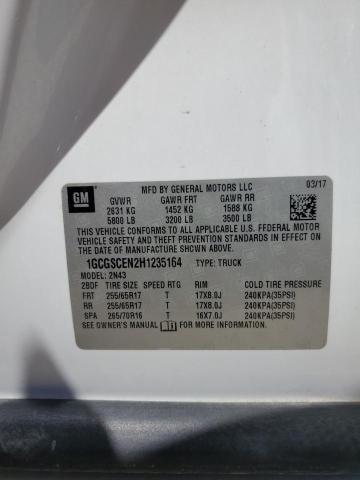 GM
MFD BY GENERAL MOTORS LLC 03/17
GVWR GAWR FRT GAWR RR
2631 KG 1452 KG 1588 KG
5800 LB 3200 LB 3500 LB
THIS VEHICLE CONFORMS TO ALL APPLICABLE U.S. FEDERAL MOTOR
VEHICLE SAFETY AND THEFT PREVENTION STANDARDS IN EFFECT ON
THE DATE OF MANUFACTURE SHOWN ABOVE.
1GCGSCEN2H1235164 TYPE: TRUCK
MODEL: 2N43
2BDF TIRE SIZE SPEED RTG RIM COLD TIRE PRESSURE
FRT 255/65R17 T 17X8.0J 240KPA(35PSI)
RR 255/65R17 T 17X8.0J 240KPA(35PSI)
SPA 265/70R16 T 16X7.0J 240KPA(35PSI)
SEE OWNER'S MANUAL FOR MORE INFORMATION.